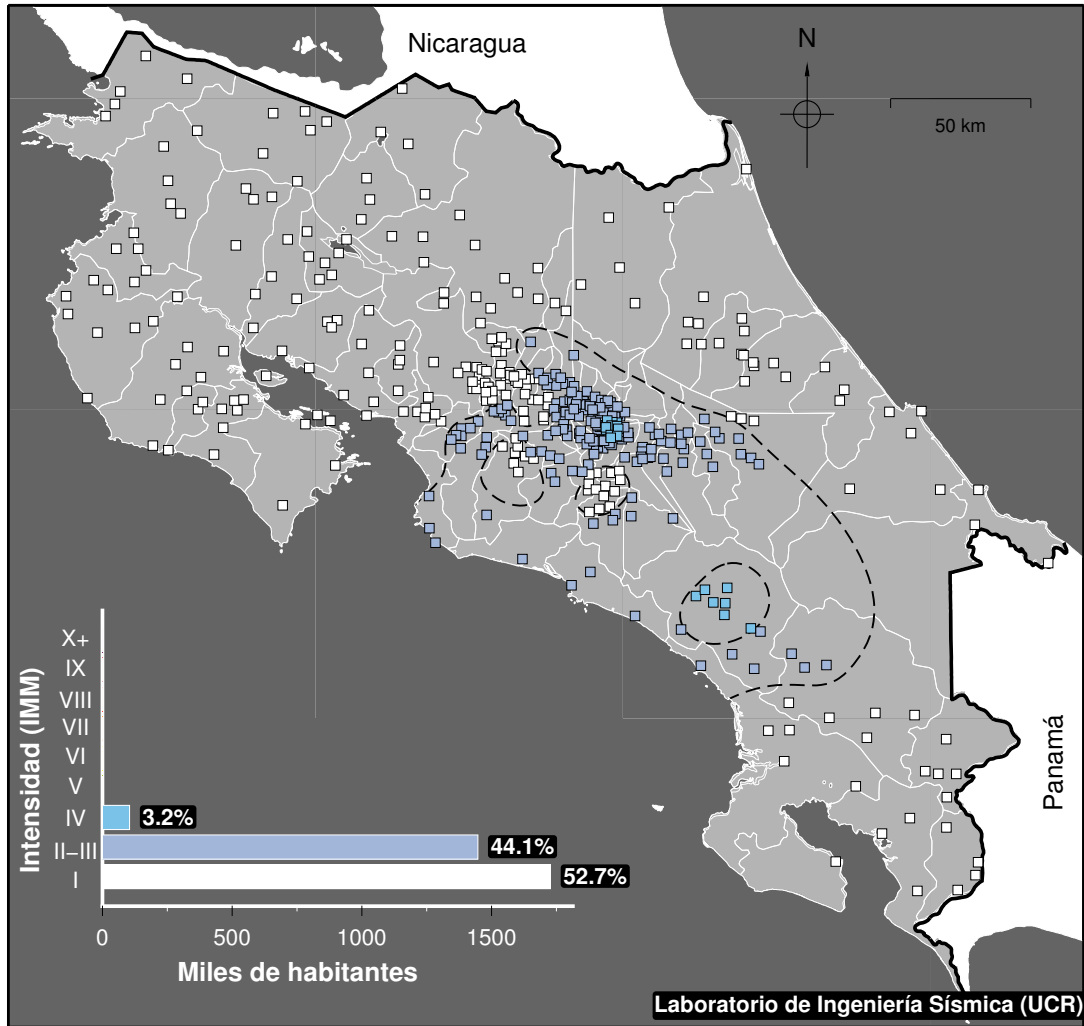 Nicaragua
N
50 km
Panamá
Intensidad (IMM)
X+
IX
VIII
VII
VI
V
IV
II−III
I
3.2%
44.1%
52.7%
0 500 1000 1500
Miles de habitantes
Laboratorio de Ingeniería Sísmica (UCR)